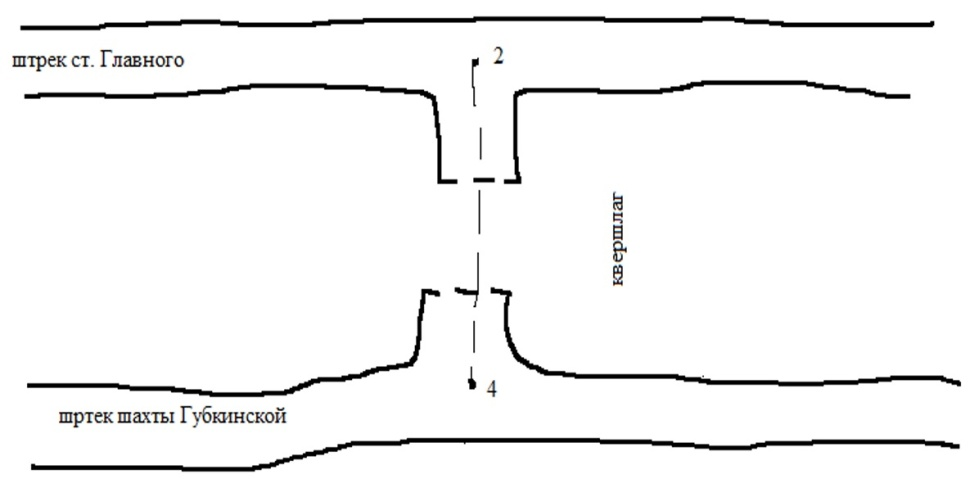 штрек ст. Главного
2
квершлаг
4
шртек шахты Губкинской